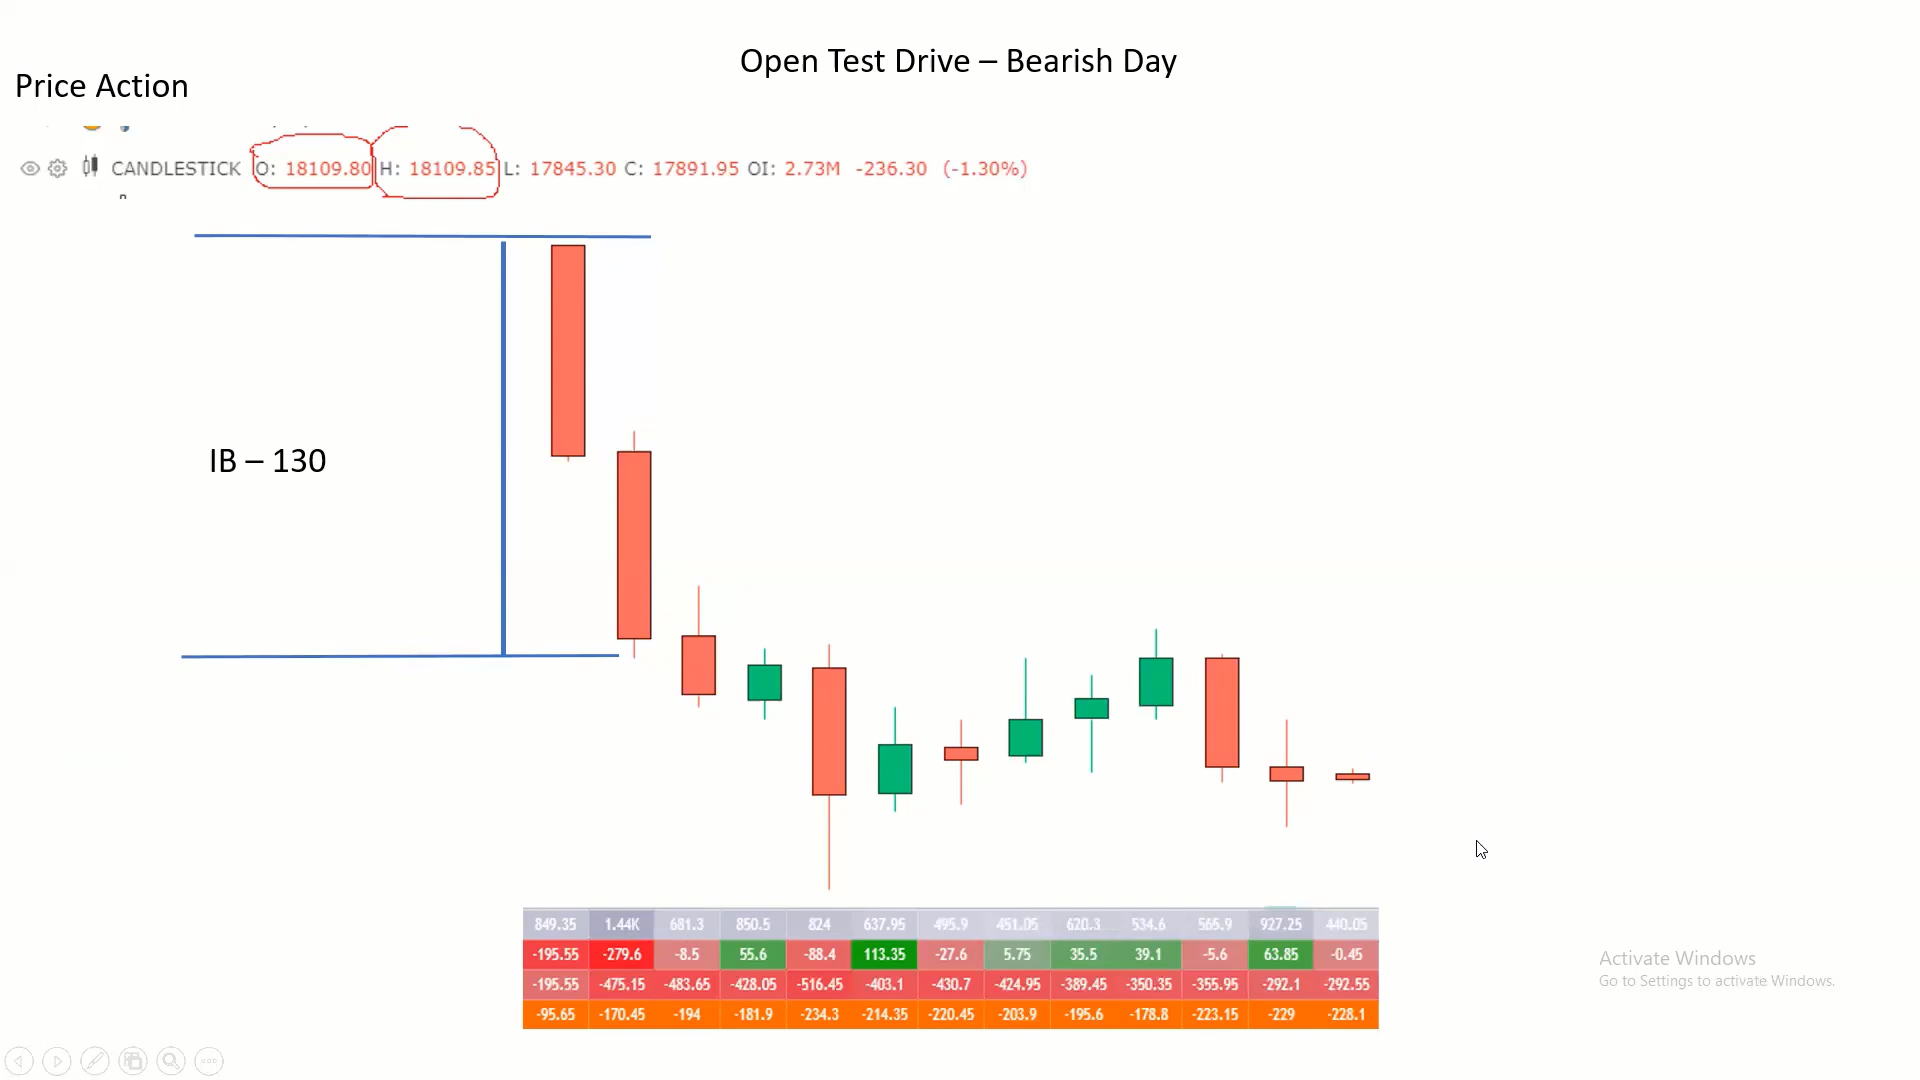 Open Test Drive – Bearish Day
Price Action
CANDLESTICK O: 18109.80 H: 18109.85 L: 17845.30 C: 17891.95 OI: 2.73M -236.30 (-1.30%)
IB – 130
849.35 1.44K 681.3 850.5 824 637.95 495.9 451.05 620.3 534.6 565.9 927.25 440.05
-195.55 -279.6 -8.5 55.6 -88.4 113.35 -27.6 5.75 35.5 39.1 -5.6 63.85 -0.45
-195.55 -475.15 -483.65 -428.05 -516.45 -403.1 -430.7 -424.95 -389.45 -350.35 -355.95 -292.1 -292.55
-95.65 -170.45 -194 -181.9 -234.3 -214.35 -220.45 -203.9 -195.6 -178.8 -223.15 -229 -228.1
Activate Windows
Go to Settings to activate Windows.